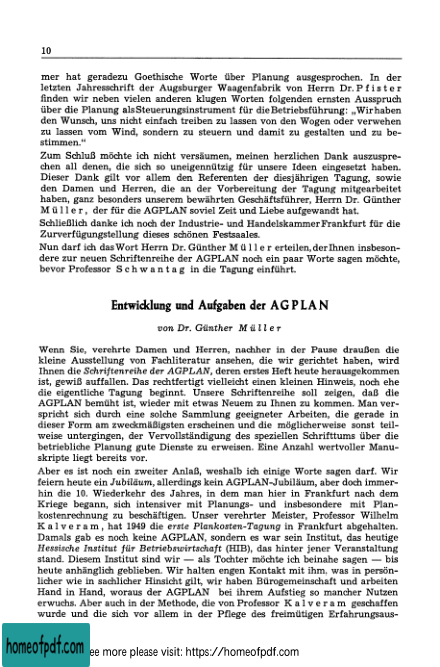 10
mer hat geradezu Goethische Worte über Planung ausgesprochen. In der
letzten Jahresschrift der Augsburger Waagenfabrik von Herrn Dr. Pfister
finden wir neben vielen anderen klugen Worten folgenden ernsten Ausspruch
über die Planung als Steuerungsinstrument für die Betriebsführung: „Wir haben
den Wunsch, uns nicht einfach treiben zu lassen von den Wogen oder verwehen
zu lassen vom Wind, sondern zu steuern und damit zu gestalten und zu be-
stimmen.“
Zum Schluß möchte ich nicht versäumen, meinen herzlichen Dank auszuspre-
chen all denen, die sich so uneigennützig für unsere Ideen eingesetzt haben.
Dieser Dank gilt vor allem den Referenten der diesjährigen Tagung, sowie
den Damen und Herren, die an der Vorbereitung der Tagung mitgearbeitet
haben, ganz besonders unserem bewährten Geschäftsführer, Herrn Dr. Günther
Müller, der für die AGPLAN soviel Zeit und Liebe aufgewandt hat.
Schließlich danke ich noch der Industrie- und Handelskammer Frankfurt für die
Zurverfügungstellung dieses schönen Festsaales.
Nun darf ich das Wort Herrn Dr. Günther Müller erteilen, der Ihnen insbeson-
dere zur neuen Schriftenreihe der AGPLAN noch ein paar Worte sagen möchte,
bevor Professor Schwantag in die Tagung einführt.
Entwicklung und Aufgaben der AGPLAN
von Dr. Günther Müller
Wenn Sie, verehrte Damen und Herren, nachher in der Pause draußen die
kleine Ausstellung von Fachliteratur ansehen, die wir gerichtet haben, wird
Ihnen die Schriftenreihe der AGPLAN, deren erstes Heft heute herausgekommen
ist, gewiß auffallen. Das rechtfertigt vielleicht einen kleinen Hinweis, noch ehe
die eigentliche Tagung beginnt. Unsere Schriftenreihe soll zeigen, daß die
AGPLAN bemüht ist, wieder mit etwas Neuem zu Ihnen zu kommen. Man ver-
spricht sich durch eine solche Sammlung geeigneter Arbeiten, die gerade in
dieser Form am zweckmäßigsten erscheinen und die möglicherweise sonst teil-
weise untergingen, der Vervollständigung des speziellen Schrifttums über die
betriebliche Planung gute Dienste zu erweisen. Eine Anzahl wertvoller Manu-
skripte liegt bereits vor.
Aber es ist noch ein zweiter Anlaß, weshalb ich einige Worte sagen darf. Wir
feiern heute ein Jubiläum, allerdings kein AGPLAN-Jubiläum, aber doch immer-
hin die 10. Wiederkehr des Jahres, in dem man hier in Frankfurt nach dem
Kriege begann, sich intensiver mit Planungs- und insbesondere mit Plan-
kostenrechnung zu beschäftigen. Unser verehrter Meister, Professor Wilhelm
Kalveram, hat 1949 die erste Plankosten-Tagung in Frankfurt abgehalten.
Damals gab es noch keine AGPLAN, sondern es war sein Institut, das heutige
Hessische Institut für Betriebswirtschaft (HIB), das hinter jener Veranstaltung
stand. Diesem Institut sind wir — als Tochter möchte ich beinahe sagen — bis
heute anhänglich geblieben. Wir halten engen Kontakt mit ihm, was in persön-
licher wie in sachlicher Hinsicht gilt, wir haben Bürogemeinschaft und arbeiten
Hand in Hand, woraus der AGPLAN bei ihrem Aufstieg so mancher Nutzen
erwuchs. Aber auch in der Methode, die von Professor Kalveram geschaffen
wurde und die sich vor allem in der Pflege des freimütigen Erfahrungsaus-
homeofpdf.com
ee more please visit: https://homeofpdf.com